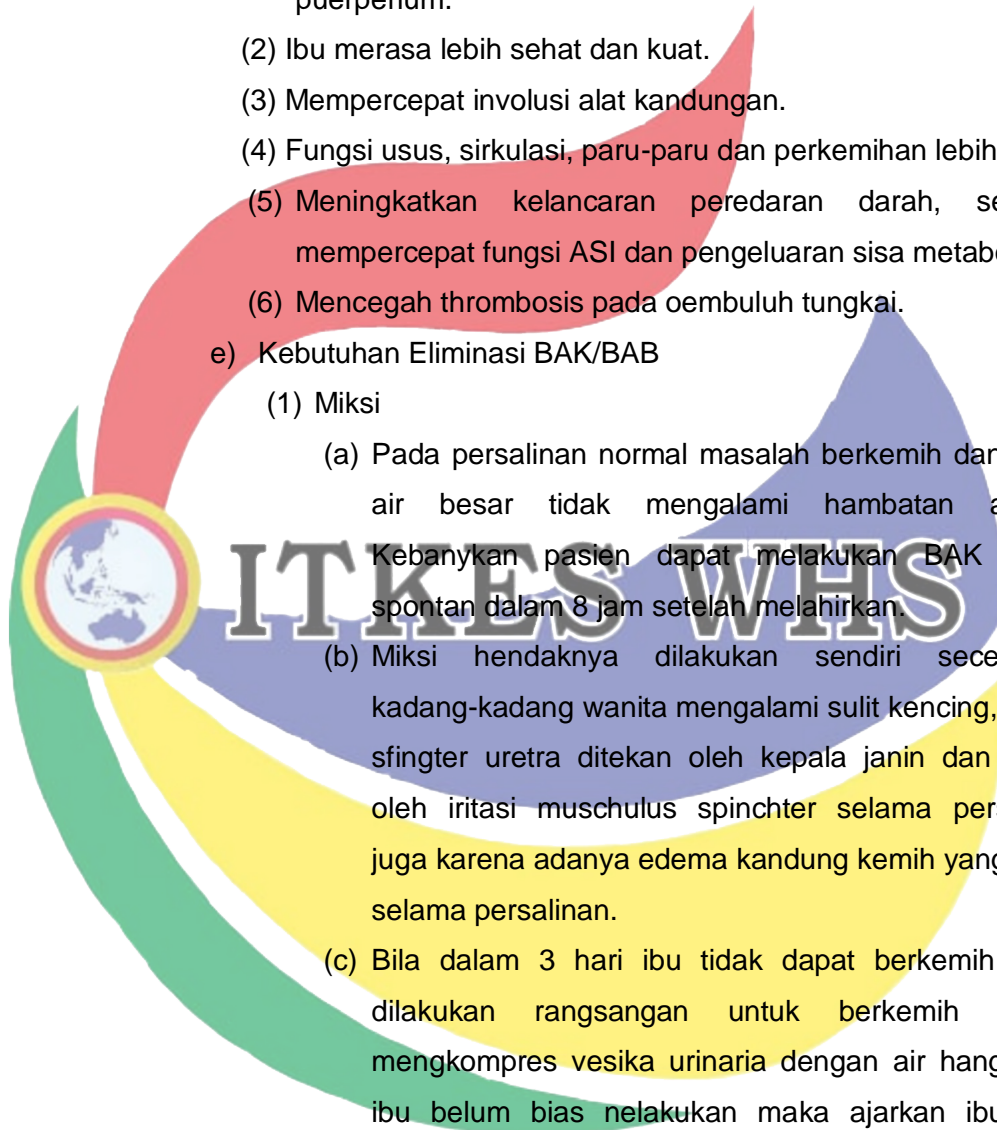 puerperium.
(2) Ibu merasa lebih sehat dan kuat.
(3) Mempercepat involusi alat kandungan.
(4) Fungsi usus, sirkulasi, paru-paru dan perkemihan lebih
(5) Meningkatkan kelancaran peredaran darah,
mempercepat fungsi ASI dan pengeluaran sisa
(6) Mencegah thrombosis pada oembuluh tungkai.
e) Kebutuhan Eliminasi BAK/BAB
(1) Miksi
(a) Pada persalinan normal masalah berkemih dan
air besar tidak mengalami hambatan
Kebanykan pasien dapat melakukan BAK
ITKES WHS
spontan dalam 8 jam setelah melahirkan.
(b) Miksi hendaknya dilakukan sendiri
kadang-kadang wanita mengalami sulit kencing,
sfingter uretra ditekan oleh kepala janin dan
oleh iritasi muschulus spinchter selama
juga karena adanya edema kandung kemih yang
selama persalinan.
(c) Bila dalam 3 hari ibu tidak dapat berkemih
dilakukan rangsangan untuk berkemih
mengkompres vesika urinaria dengan air
ibu belum bias nelakukan maka ajarkan ibu